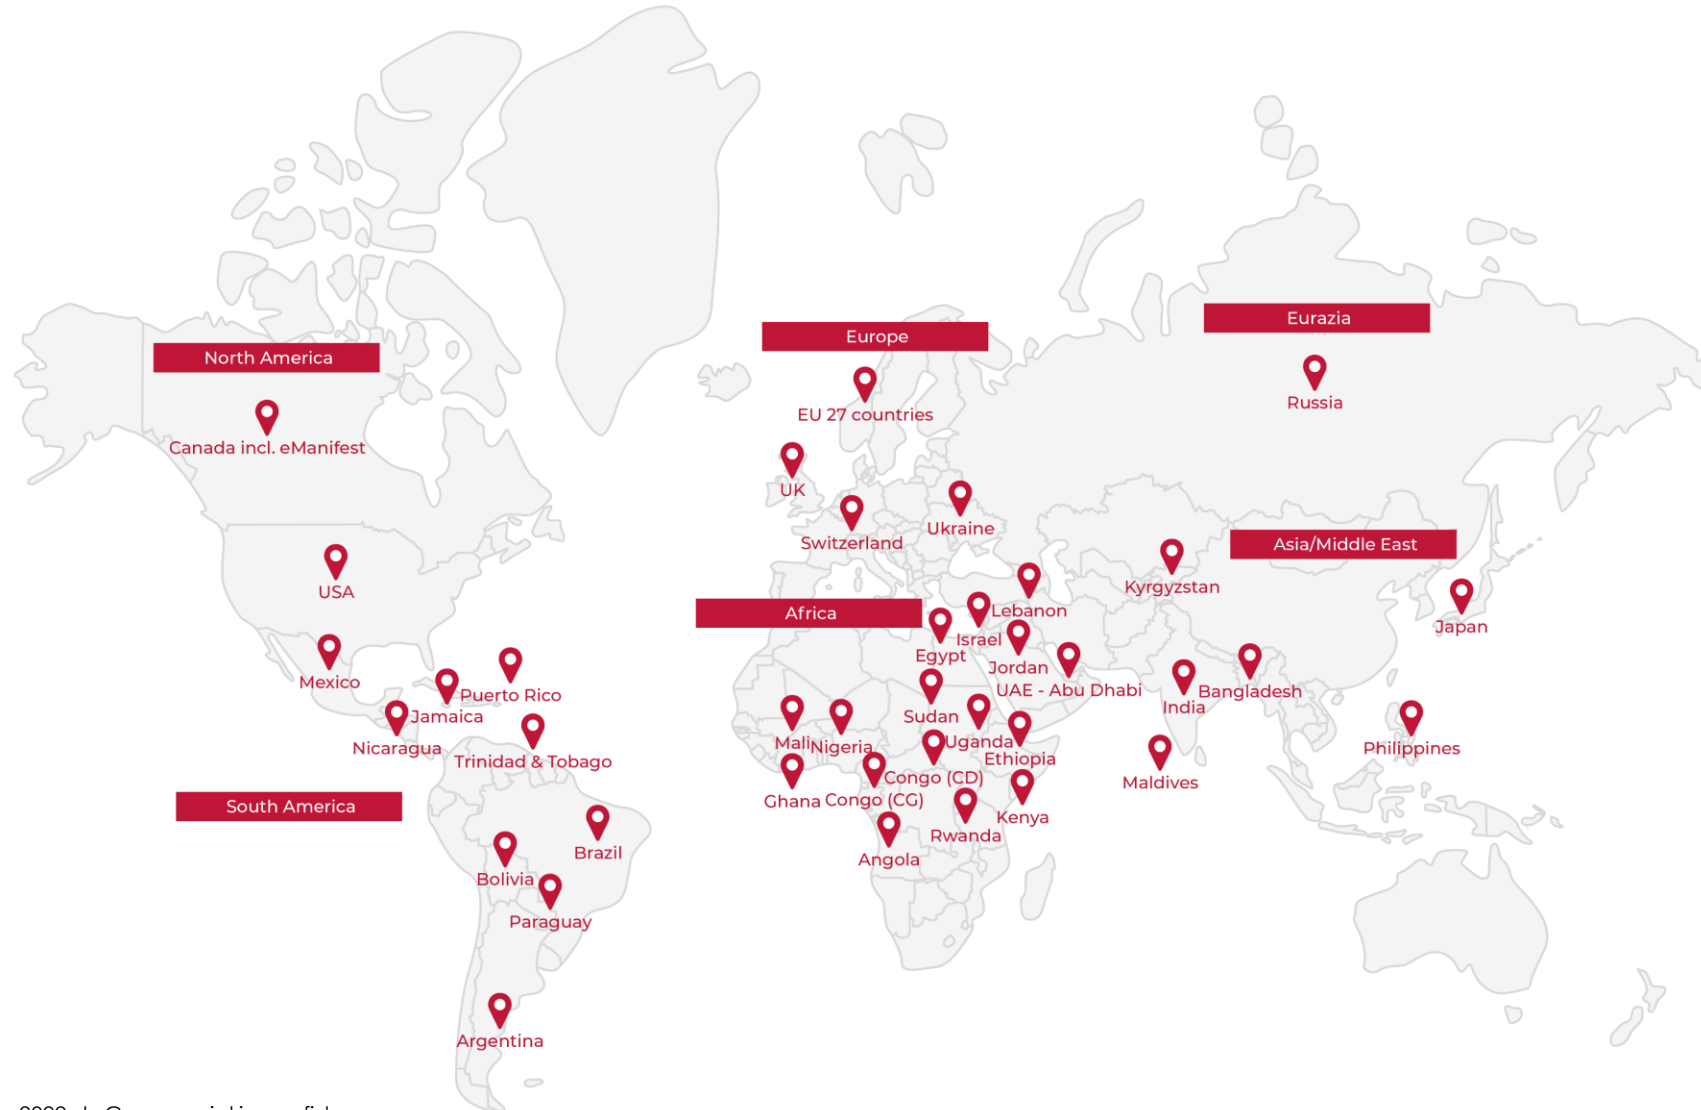 Eurazia
Europe
North America
Russia
EU 27 countries
Canada incl. eManifest
UK
Ukraine
Switzerland
Asia/Middle East
USA
Kyrgyzstan
Lebanon
Africa
Japan
Israel
Egypt
Jordan
Mexico
UAE - Abu Dhabi
Bangladesh
Puerto Rico
India
Jamaica
Sudan
Mali
Nigeria
Uganda
Nicaragua
Philippines
Ethiopia
Trinidad & Tobago
Congo (CD)
Maldives
Ghana
Congo (CG)
South America
Kenya
Rwanda
Brazil
Angola
Bolivia
Paraguay
Argentina